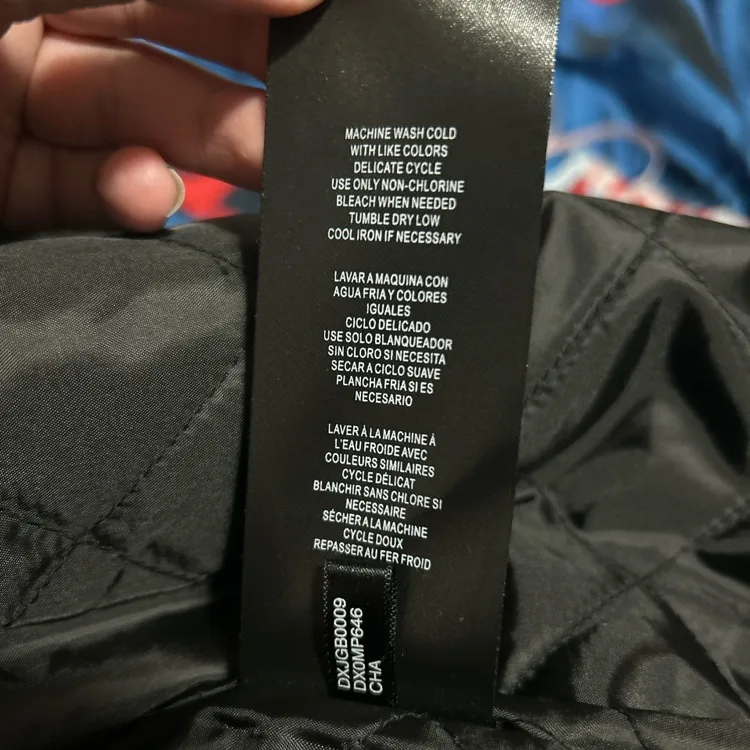 MACHINE WASH COLD
WITH LIKE COLORS
DELICATE CYCLE
USE ONLY NON-CHLORINE
BLEACH WHEN NEEDED
TUMBLE DRY LOW
COOL IRON IF NECESSARY
LAVAR A MAQUINA CON
AGUA FRIA Y COLORES
IGUALES
CICLO DELICADO
USE SOLO BLANQUEADOR
SIN CLORO SI NECESITA
SECAR A CICLO SUAVE
PLANCHA FRIA SI ES
NECESARIO
LAVER À LA MACHINE À
L'EAU FROIDE AVEC
COULEURS SIMILAIRES
CYCLE DÉLICAT
BLANCHIR SANS CHLORE SI
NECESSAIRE
SÉCHER A LA MACHINE
CYCLE DOUX
REPASSER AU FER FROID
DXJGB0009
DX0MP646
CHA